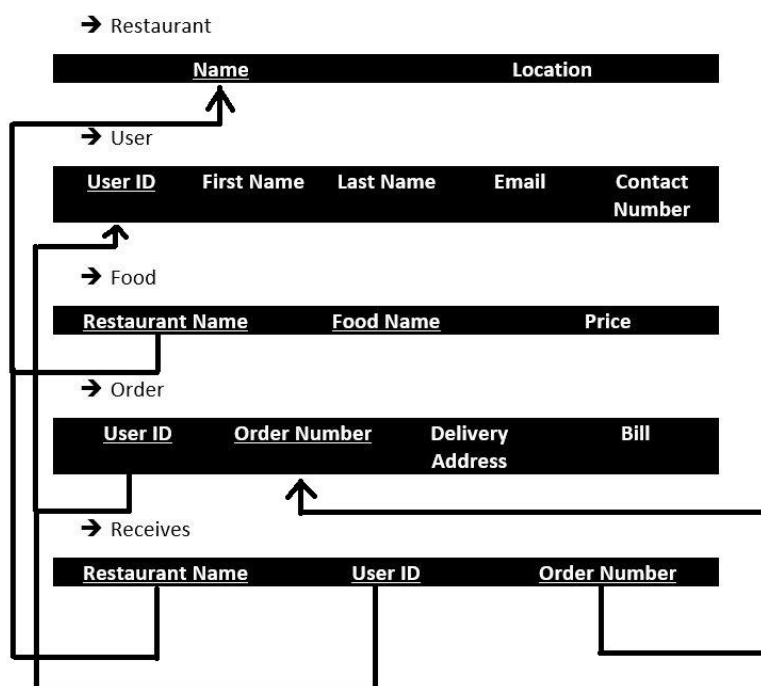 ➔ Restaurant
Name Location
➔ User
User ID First Name Last Name Email Contact Number
➔ Food
Restaurant Name Food Name Price
➔ Order
User ID Order Number Delivery Address Bill
➔ Receives
Restaurant Name User ID Order Number